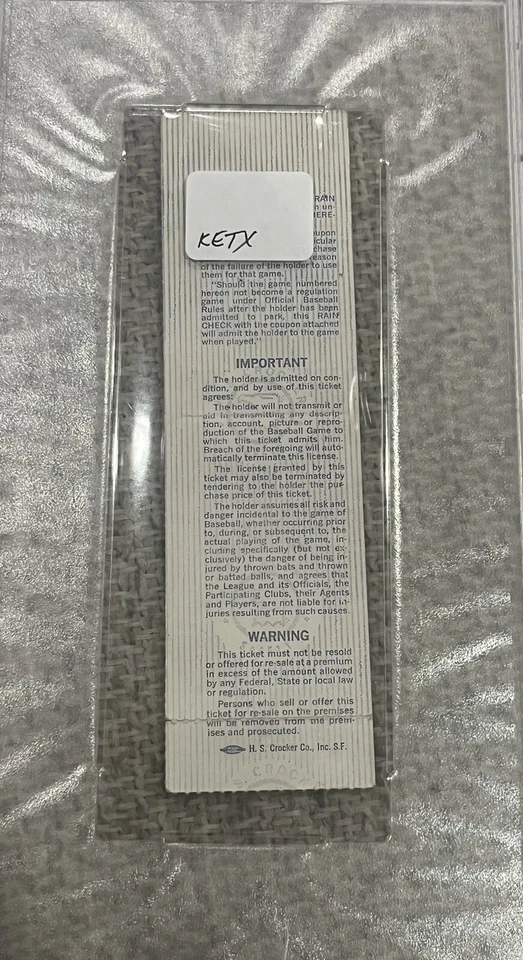 RAIN
n un-
HERE-
KETX
upon
icular
chase
reason
of the failure of the holder to use
them for that game.
"Should the game numbered
hereon not become a regulation
game under Official Baseball
Rules after the holder has been
admitted to park, this RAIN
CHECK with the coupon attached
will admit the holder to the game
when played."
IMPORTANT
The holder is admitted on con-
dition, and by use of this ticket
agrees:
The holder will not transmit or
aid in transmitting any descrip-
tion, account, picture or repro-
duction of the Baseball Game to
which this ticket admits him.
Breach of the foregoing will auto-
matically terminate this license.
The license granted by this
ticket may also be terminated by
tendering to the holder the pur-
chase price of this ticket.
The holder assumes all risk and
danger incidental to the game of
Baseball, whether occurring prior
to, during, or subsequent to, the
actual playing of the game, in-
cluding specifically (but not ex-
clusively) the danger of being in-
jured by thrown bats and thrown
or batted balls, and agrees that
the League and its Officials, the
Participating Clubs, their Agents
and Players, are not liable for in-
juries resulting from such causes.
WARNING
This ticket must not be resold
or offered for re-sale at a premium
in excess of the amount allowed
by any Federal, State or local law
or regulation.
Persons who sell or offer this
ticket for re-sale on the premises
will be removed from the prem-
ises and prosecuted.
H. S. Crocker Co., Inc. S.F.